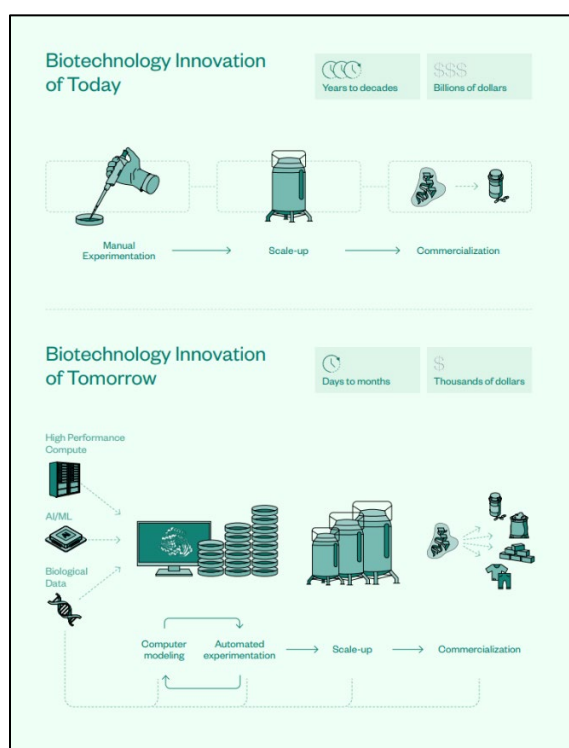 Biotechnology Innovation
of Today
Years to decades
$$$
Billions of dollars
Manual
Experimentation
Scale-up
Commercialization
Biotechnology Innovation
of Tomorrow
Days to months
$
Thousands of dollars
High Performance
Compute
AI/ML
Biological
Data
Computer
modeling
Automated
experimentation
Scale-up
Commercialization